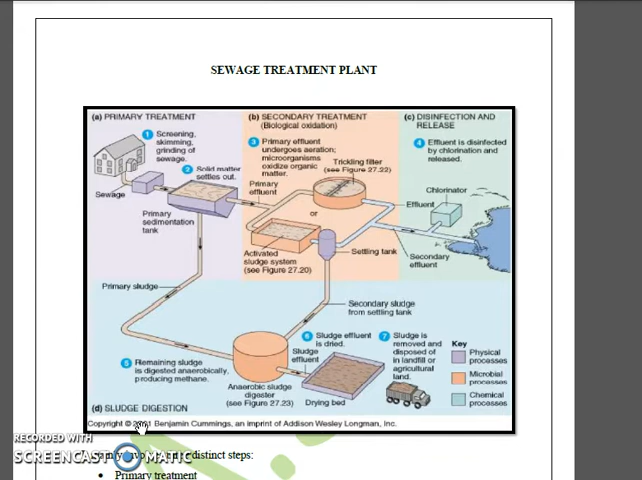 SEWAGE TREATMENT PLANT
(a) PRIMARY TREATMENT
1 Screening,
skimming,
grinding of
sewage.
2 Solid matter
settles out.
Sewage
Primary
sedimentation
tank
(b) SECONDARY TREATMENT
(Biological oxidation)
3 Primary effluent
undergoes aeration;
microorganisms
oxidize organic
matter.
Trickling filter
(see Figure 27.22)
Primary
effluent
or
Activated
sludge system
(see Figure 27.20)
Settling tank
(c) DISINFECTION AND
RELEASE
4 Effluent is disinfected
by chlorination and
released.
Chlorinator
Effluent
Secondary
effluent
Primary sludge
Secondary sludge
from settling tank
5 Remaining sludge
is digested anaerobically,
producing methane.
Anaerobic sludge
digester
(see Figure 27.23)
6 Sludge effluent
is dried.
Sludge
effluent
Drying bed
7 Sludge is
removed and
disposed of
in landfill or
agricultural
land.
Key
Physical
processes
Microbial
processes
Chemical
processes
(d) SLUDGE DIGESTION
Copyright © Benjamin Cummings, an imprint of Addison Wesley Longman, Inc.
RECORDED WITH
SCREENCAST MATIC
distinct steps:
• Primary treatment